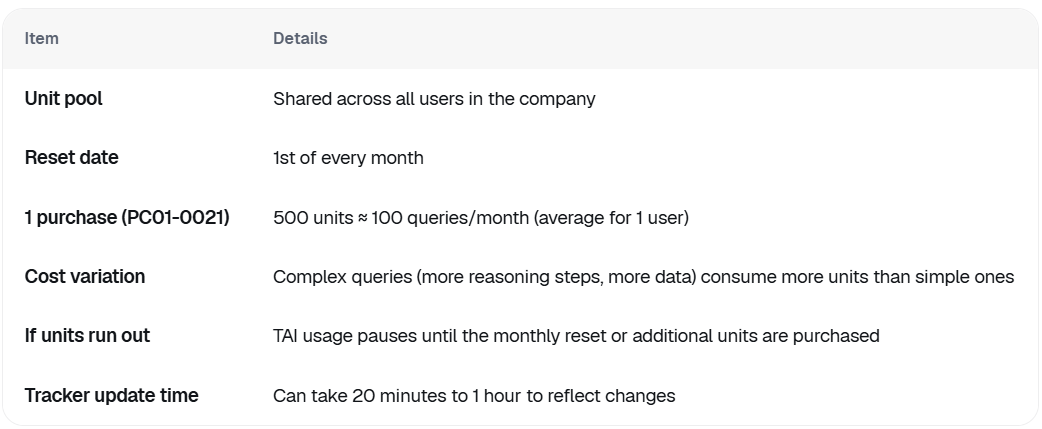 Item Details
Unit pool Shared across all users in the company
Reset date 1st of every month
1 purchase (PC01-0021) 500 units ≈ 100 queries/month (average for 1 user)
Cost variation Complex queries (more reasoning steps, more data) consume more units than simple ones
If units run out TAI usage pauses until the monthly reset or additional units are purchased
Tracker update time Can take 20 minutes to 1 hour to reflect changes